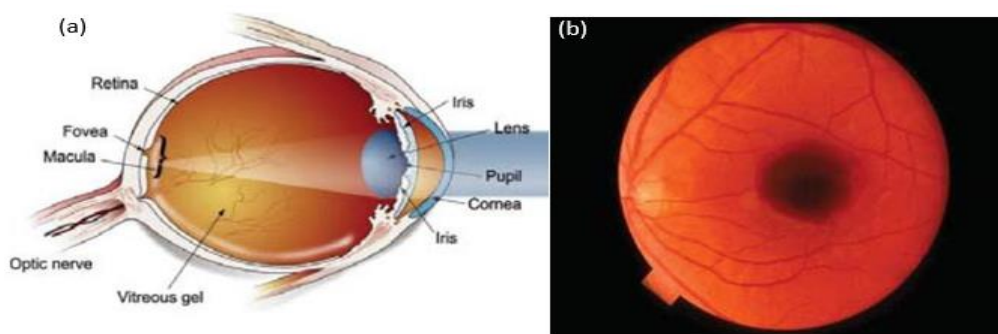 (a)
(b)
Retina
Iris
Lens
Fovea
Macula
Pupil
Cornea
Iris
Optic nerve
Vitreous gel